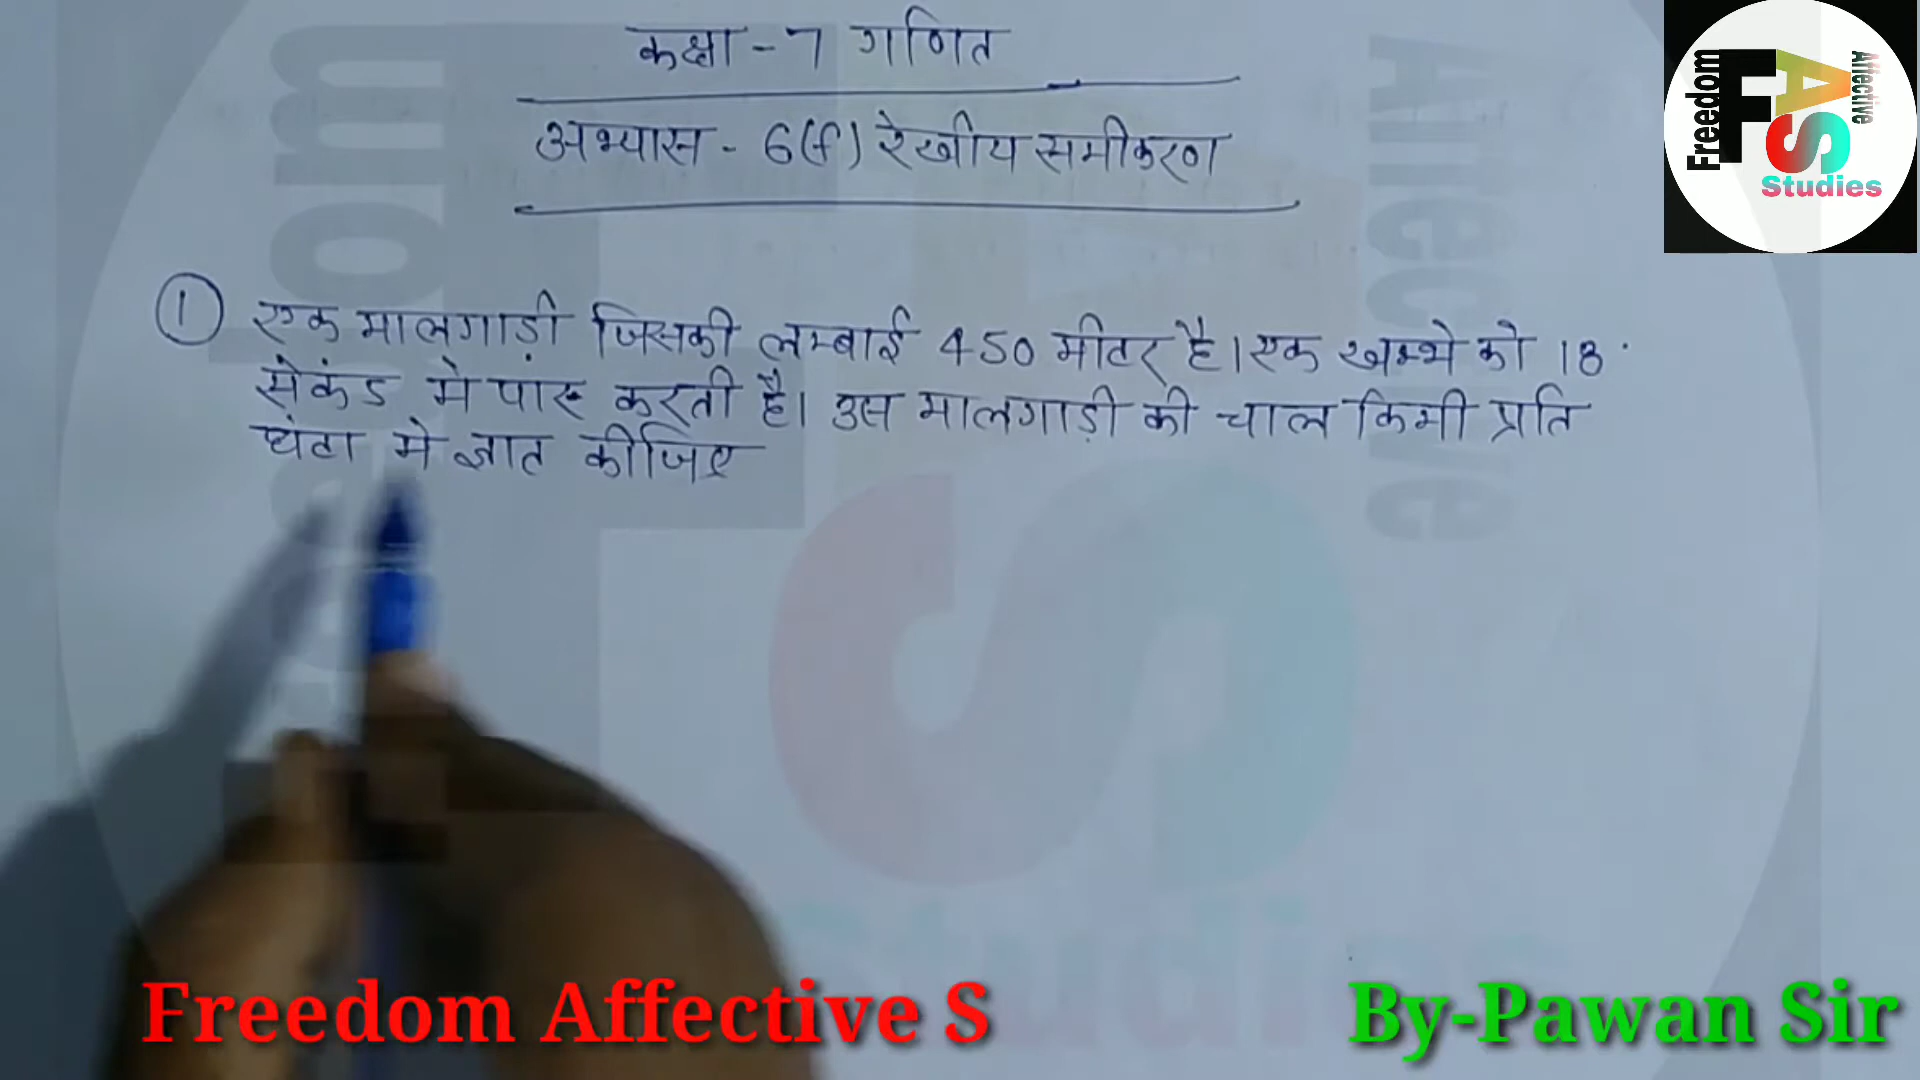 कक्षा - 7 गणित
अभ्यास - 6(f) रेखीय समीकरण
① एक मालगाड़ी जिसकी लम्बाई 450 मीटर है। एक खम्भे को 18
सेकंड मे पार करती है। उस मालगाड़ी की चाल किमी प्रति
घंटा मे ज्ञात कीजिए
Freedom
F
A
S
Affective
Studies
Freedom Affective S
By-Pawan Sir